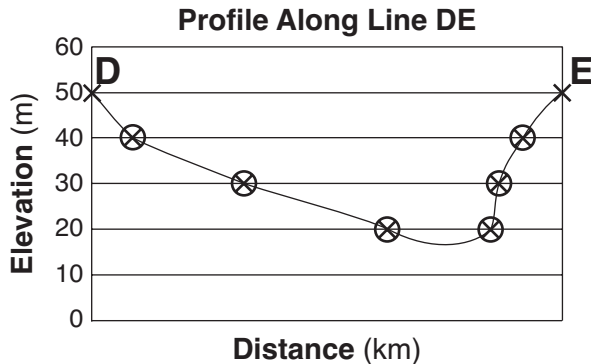 Profile Along Line DE
60
D
E
50
40
30
20
10
0
Elevation (m)
Distance (km)